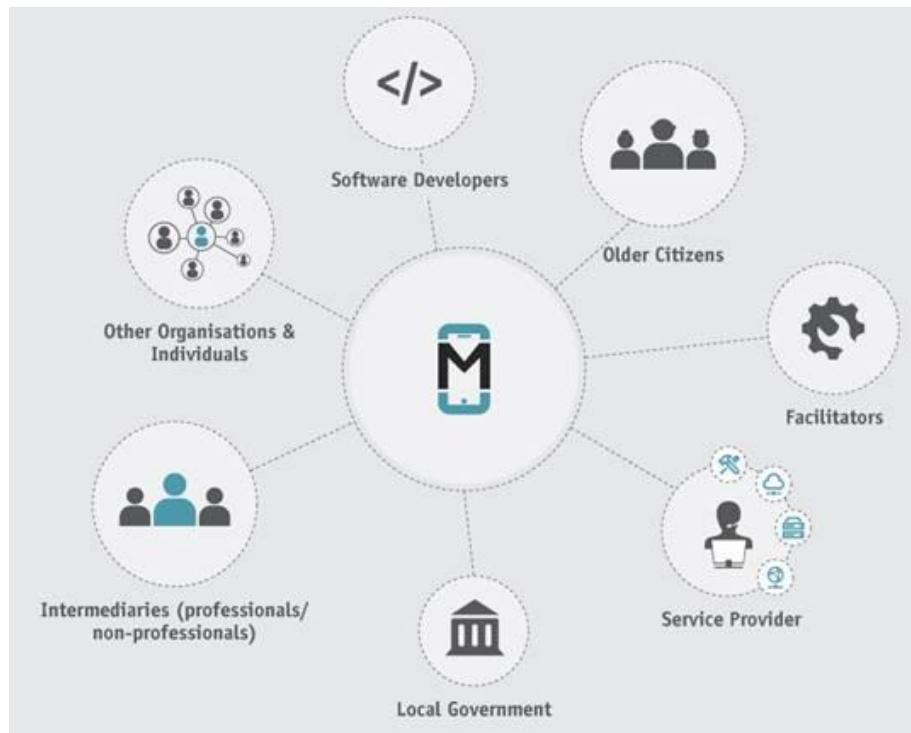 </>
Software Developers
Older Citizens
Other Organisations &
Individuals
M
Facilitators
Intermediaries (professionals/
non-professionals)
Service Provider
Local Government